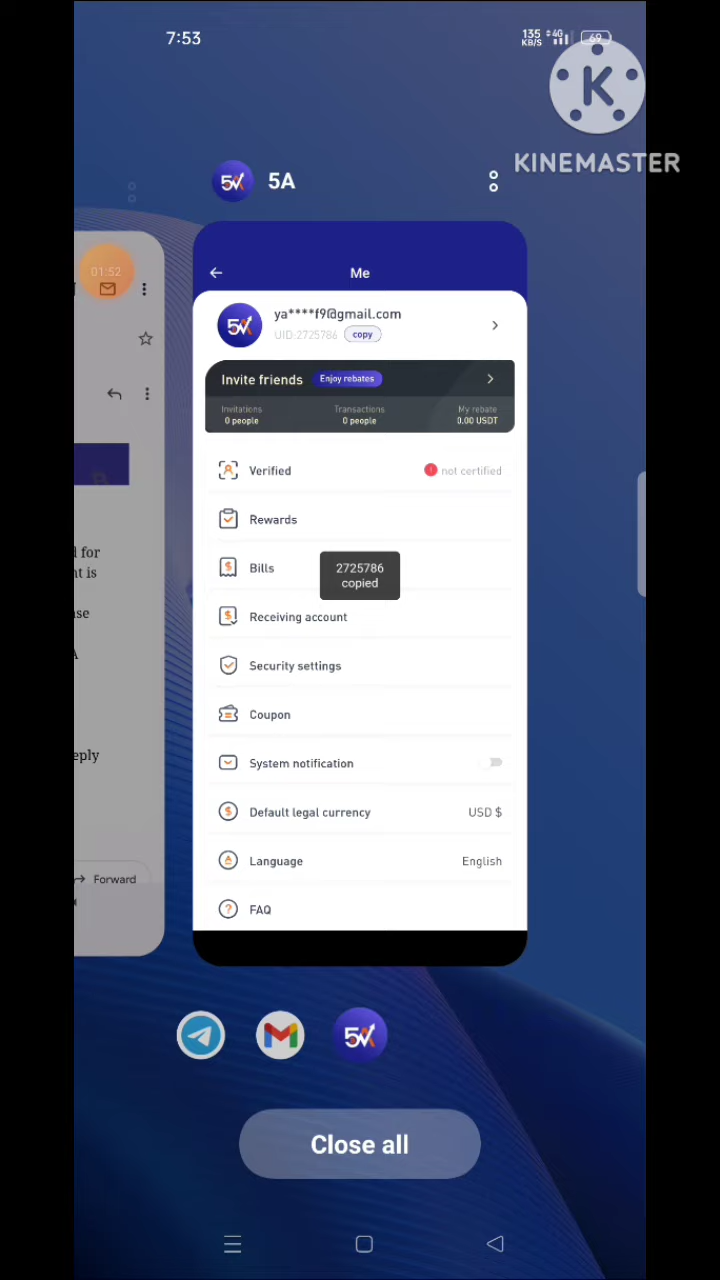 7:53
135
KB/S
4G
69
K
KINEMASTER
5A
01:52
Me
ya****f9@gmail.com
UID:2725786 copy
Invite friends Enjoy rebates
Invitations Transactions My rebate
0 people 0 people 0.00 USDT
Verified not certified
Rewards
Bills
2725786
copied
Receiving account
Security settings
Coupon
System notification
Default legal currency USD $
Language English
FAQ
for
is
eply
Forward
Close all